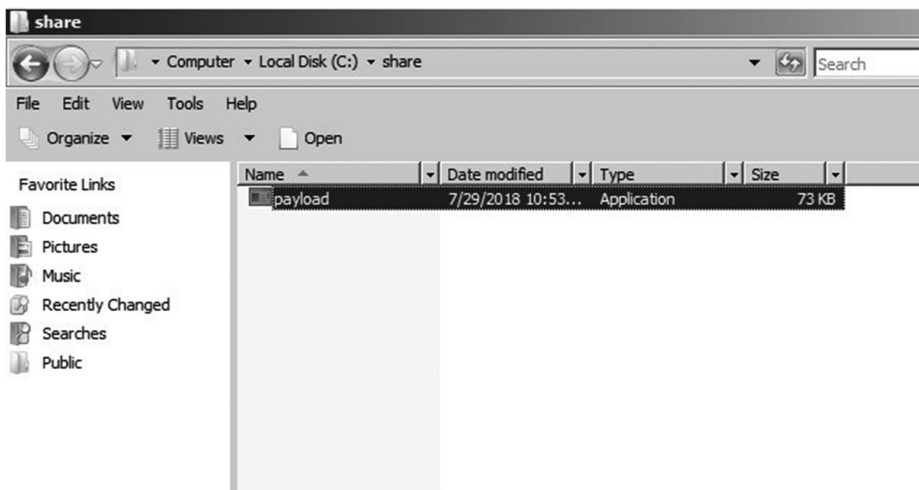 share
Computer Local Disk (C:) share Search
File Edit View Tools Help
Organize Views Open
Favorite Links
Documents
Pictures
Music
Recently Changed
Searches
Public
Name Date modified Type Size
payload 7/29/2018 10:53... Application 73 KB